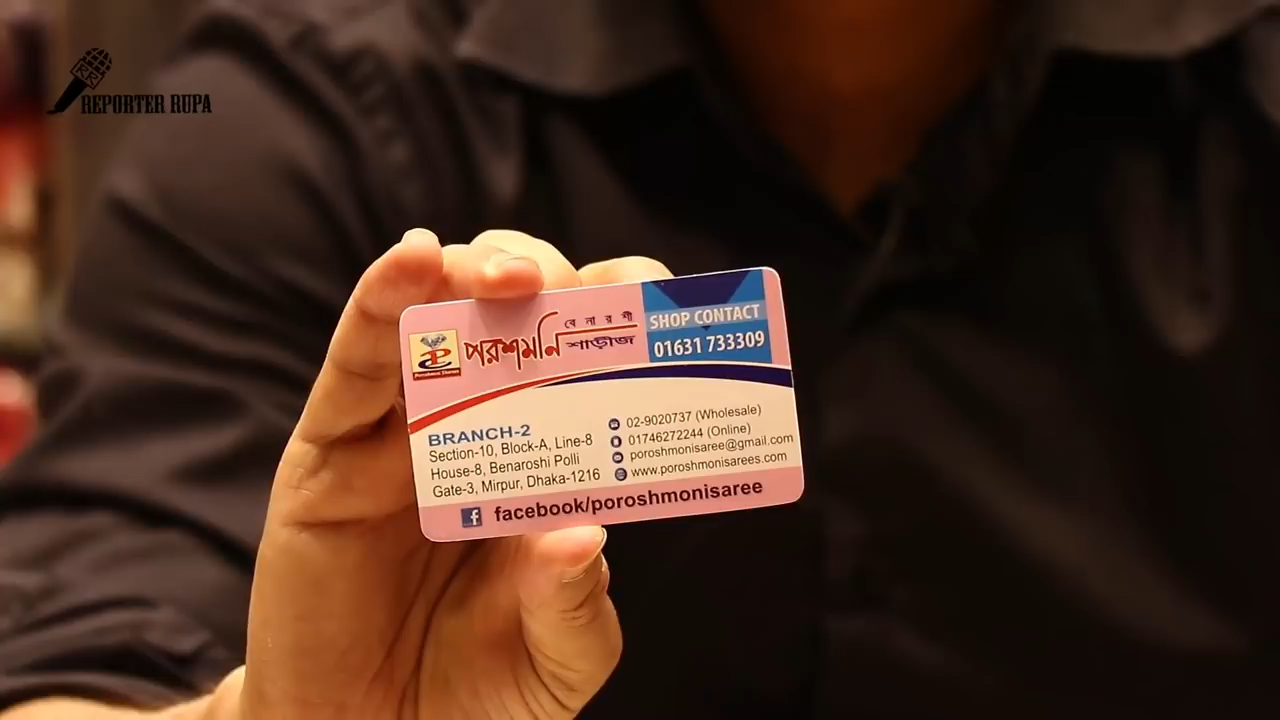 REPORTER RUPA
পরশমনি
বেনারশী
শাড়ীজ
SHOP CONTACT
01631 733309
BRANCH-2
Section-10, Block-A, Line-8
House-8, Benaroshi Polli
Gate-3, Mirpur, Dhaka-1216
02-9020737 (Wholesale)
01746272244 (Online)
poroshmonisaree@gmail.com
www.poroshmonisarees.com
facebook/poroshmonisaree